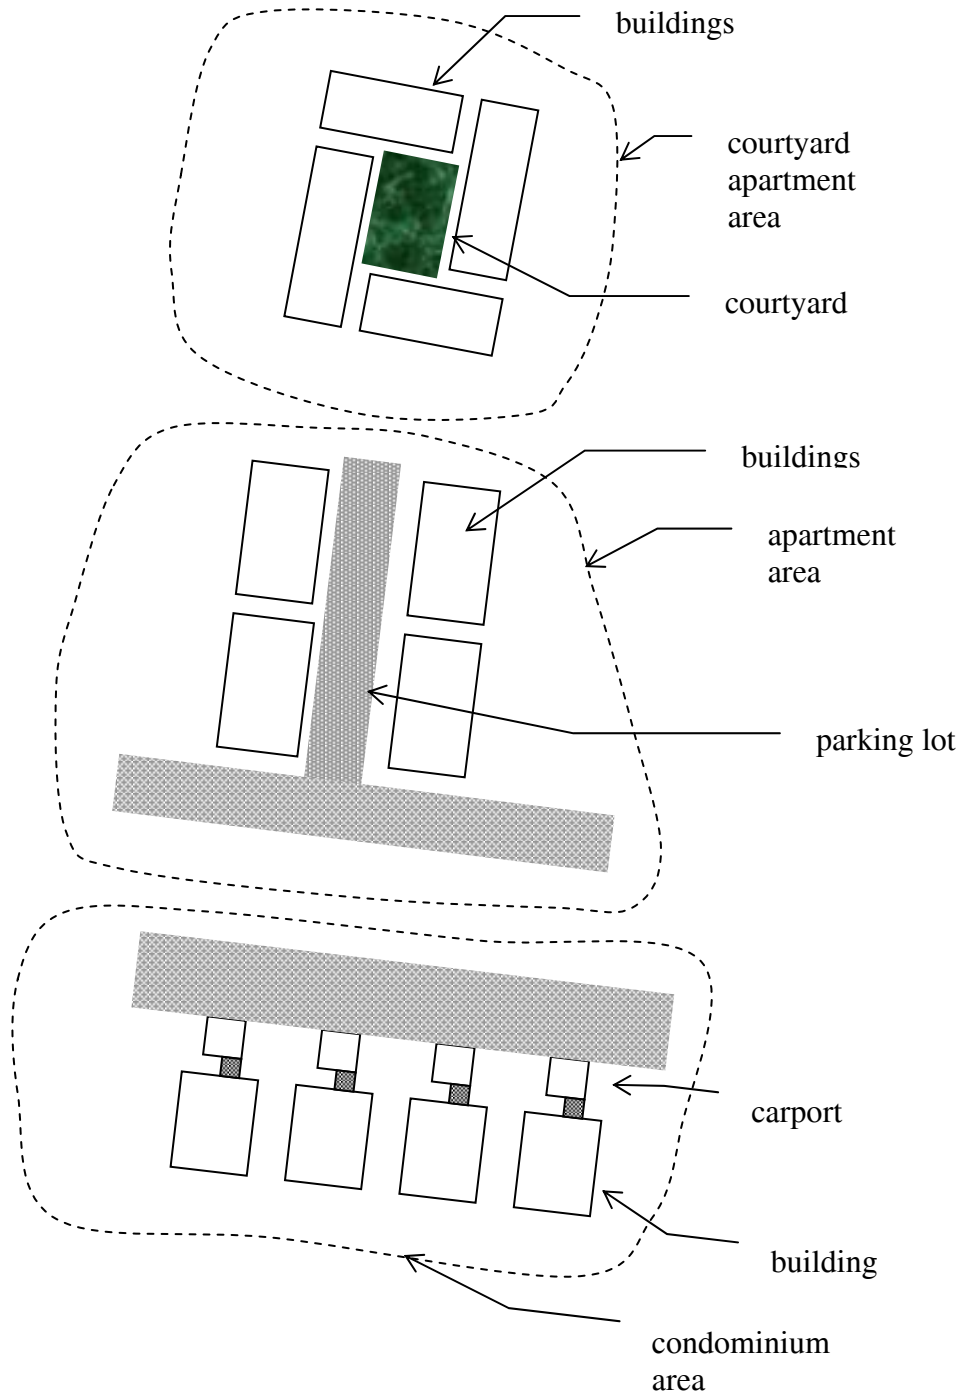 buildings
courtyard
apartment
area
courtyard
buildings
apartment
area
parking lot
carport
building
condominium
area